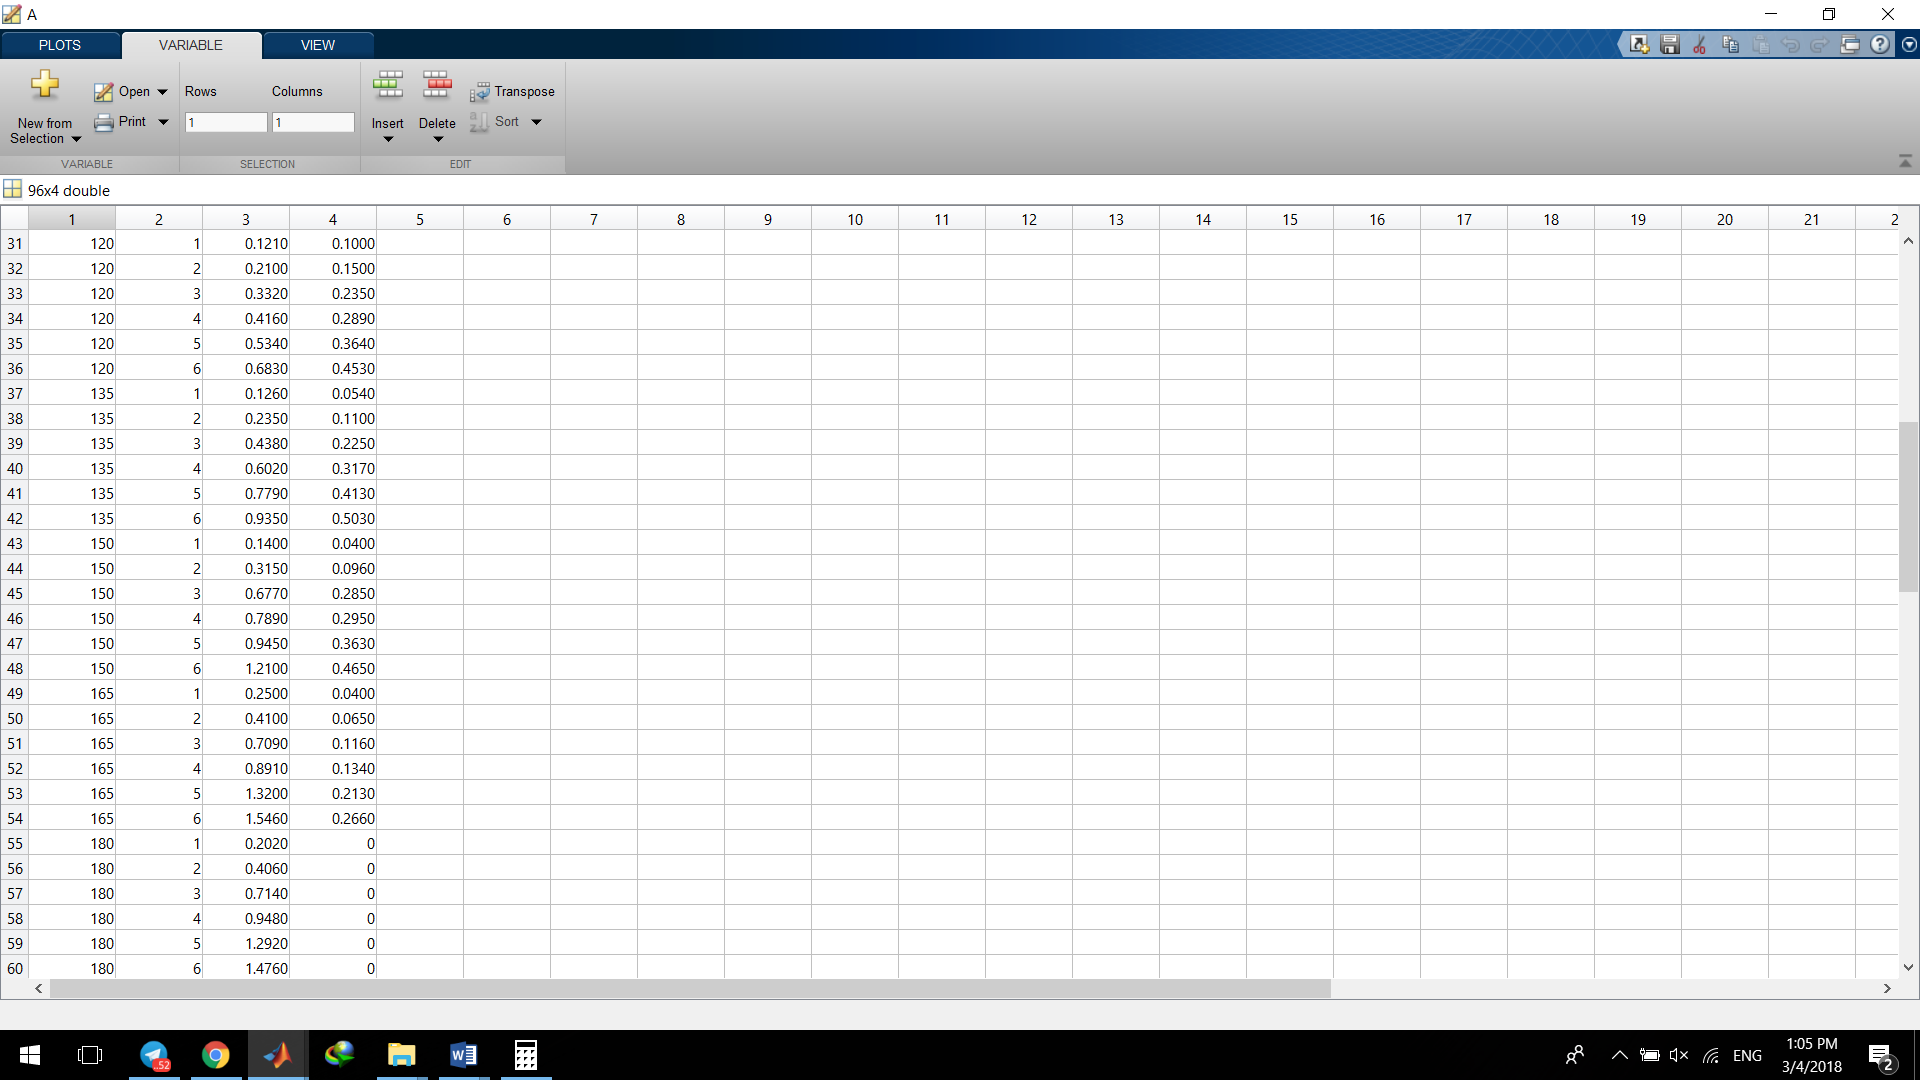 A
PLOTS VARIABLE VIEW
New from Selection Open Print Rows 1 Columns 1 Insert Delete Transpose Sort
VARIABLE SELECTION EDIT
96x4 double
1 2 3 4 5 6 7 8 9 10 11 12 13 14 15 16 17 18 19 20 21 2
31 120 1 0.1210 0.1000
32 120 2 0.2100 0.1500
33 120 3 0.3320 0.2350
34 120 4 0.4160 0.2890
35 120 5 0.5340 0.3640
36 120 6 0.6830 0.4530
37 135 1 0.1260 0.0540
38 135 2 0.2350 0.1100
39 135 3 0.4380 0.2250
40 135 4 0.6020 0.3170
41 135 5 0.7790 0.4130
42 135 6 0.9350 0.5030
43 150 1 0.1400 0.0400
44 150 2 0.3150 0.0960
45 150 3 0.6770 0.2850
46 150 4 0.7890 0.2950
47 150 5 0.9450 0.3630
48 150 6 1.2100 0.4650
49 165 1 0.2500 0.0400
50 165 2 0.4100 0.0650
51 165 3 0.7090 0.1160
52 165 4 0.8910 0.1340
53 165 5 1.3200 0.2130
54 165 6 1.5460 0.2660
55 180 1 0.2020 0
56 180 2 0.4060 0
57 180 3 0.7140 0
58 180 4 0.9480 0
59 180 5 1.2920 0
60 180 6 1.4760 0
..52 ENG 1:05 PM 2
3/4/2018